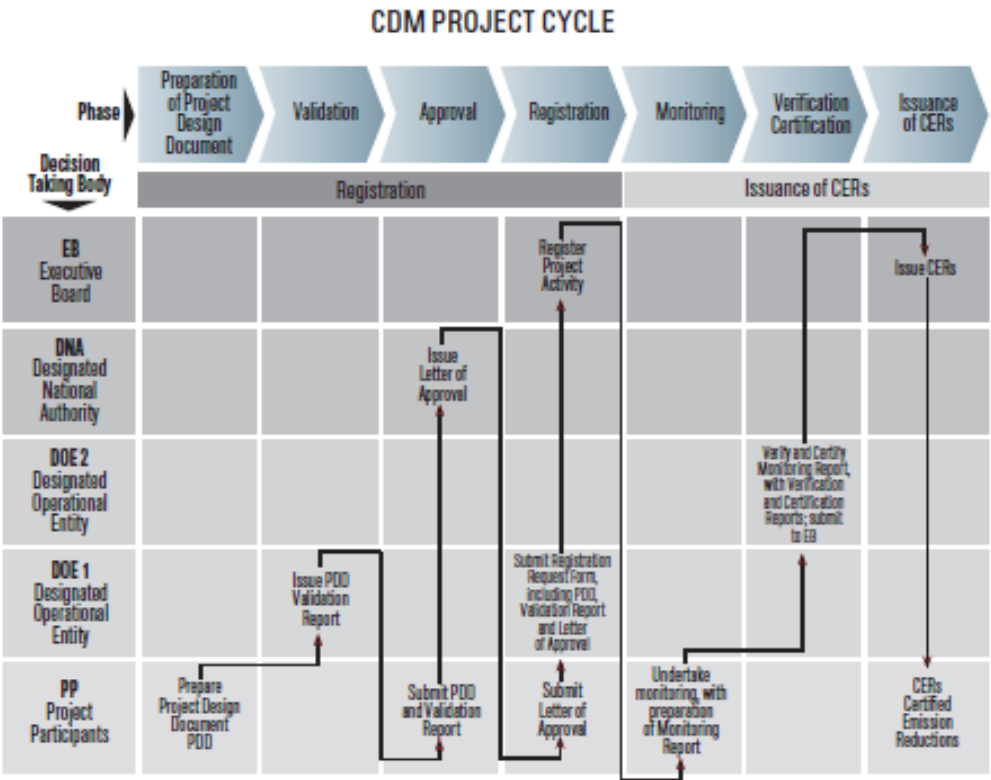 CDM PROJECT CYCLE
Phase
Preparation
of Project
Design
Document
Validation
Approval
Registration
Monitoring
Verification
Certification
Issuance
of CERs
Decision
Taking Body
Registration
Issuance of CERs
EB
Executive
Board
Register
Project
Activity
Issue CERs
DNA
Designated
National
Authority
Issue
Letter of
Approval
DOE 2
Designated
Operational
Entity
Verify and Certify
Monitoring Report,
with Verification
and Certification
Reports; submit
to EB
DOE 1
Designated
Operational
Entity
Issue PDD
Validation
Report
Submit Registration
Request Form,
including PDD,
Validation Report
and Letter
of Approval
PP
Project
Participants
Prepare
Project Design
Document
PDD
Submit PDD
and Validation
Report
Submit
Letter of
Approval
Undertake
monitoring, with
preparation
of Monitoring
Report
CERs
Certified
Emission
Reductions